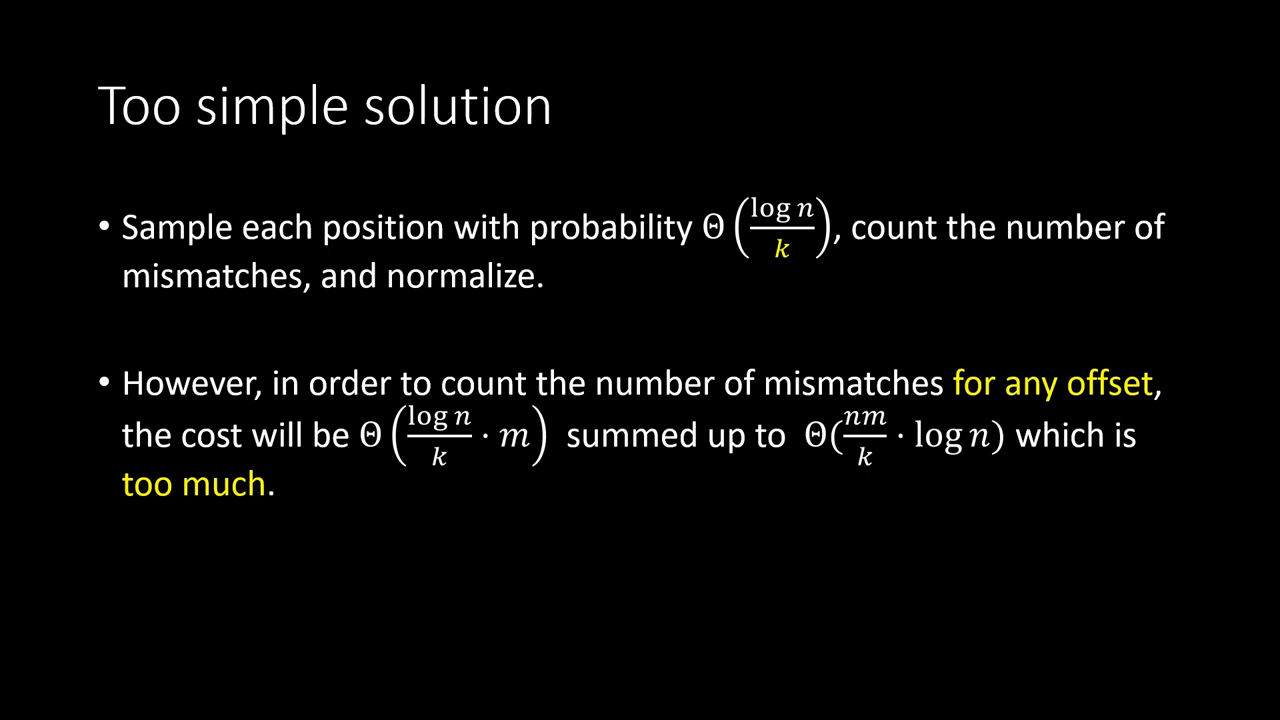 Too simple solution
• Sample each position with probability Θ(log n / k), count the number of
mismatches, and normalize.
• However, in order to count the number of mismatches for any offset,
the cost will be Θ(log n / k · m) summed up to Θ(nm / k · log n) which is
too much.